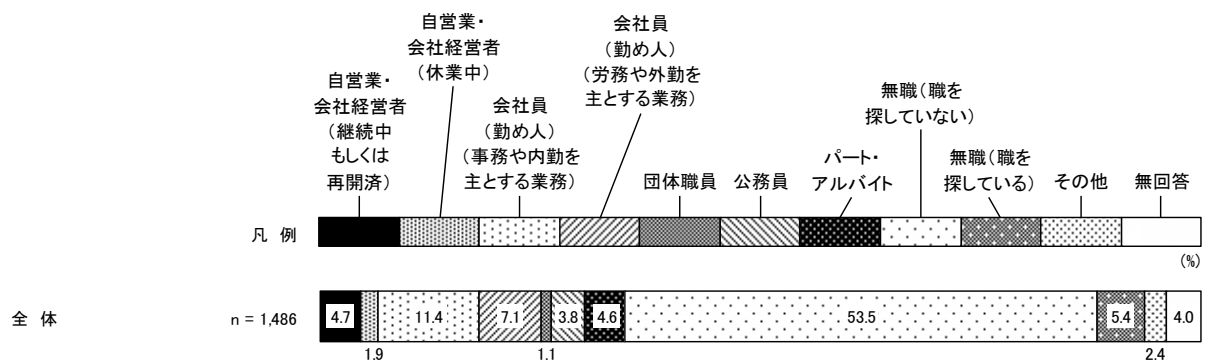 自営業・
会社経営者
（継続中
もしくは
再開済）
自営業・
会社経営者
（休業中）
会社員
（勤め人）
（事務や内勤を
主とする業務）
会社員
（勤め人）
（労務や外勤を
主とする業務）
団体職員
公務員
パート・
アルバイト
無職（職を
探していない）
無職（職を
探している）
その他
無回答
凡 例
(%)
全 体
n = 1,486
4.7
1.9
11.4
7.1
1.1
3.8
4.6
53.5
5.4
2.4
4.0